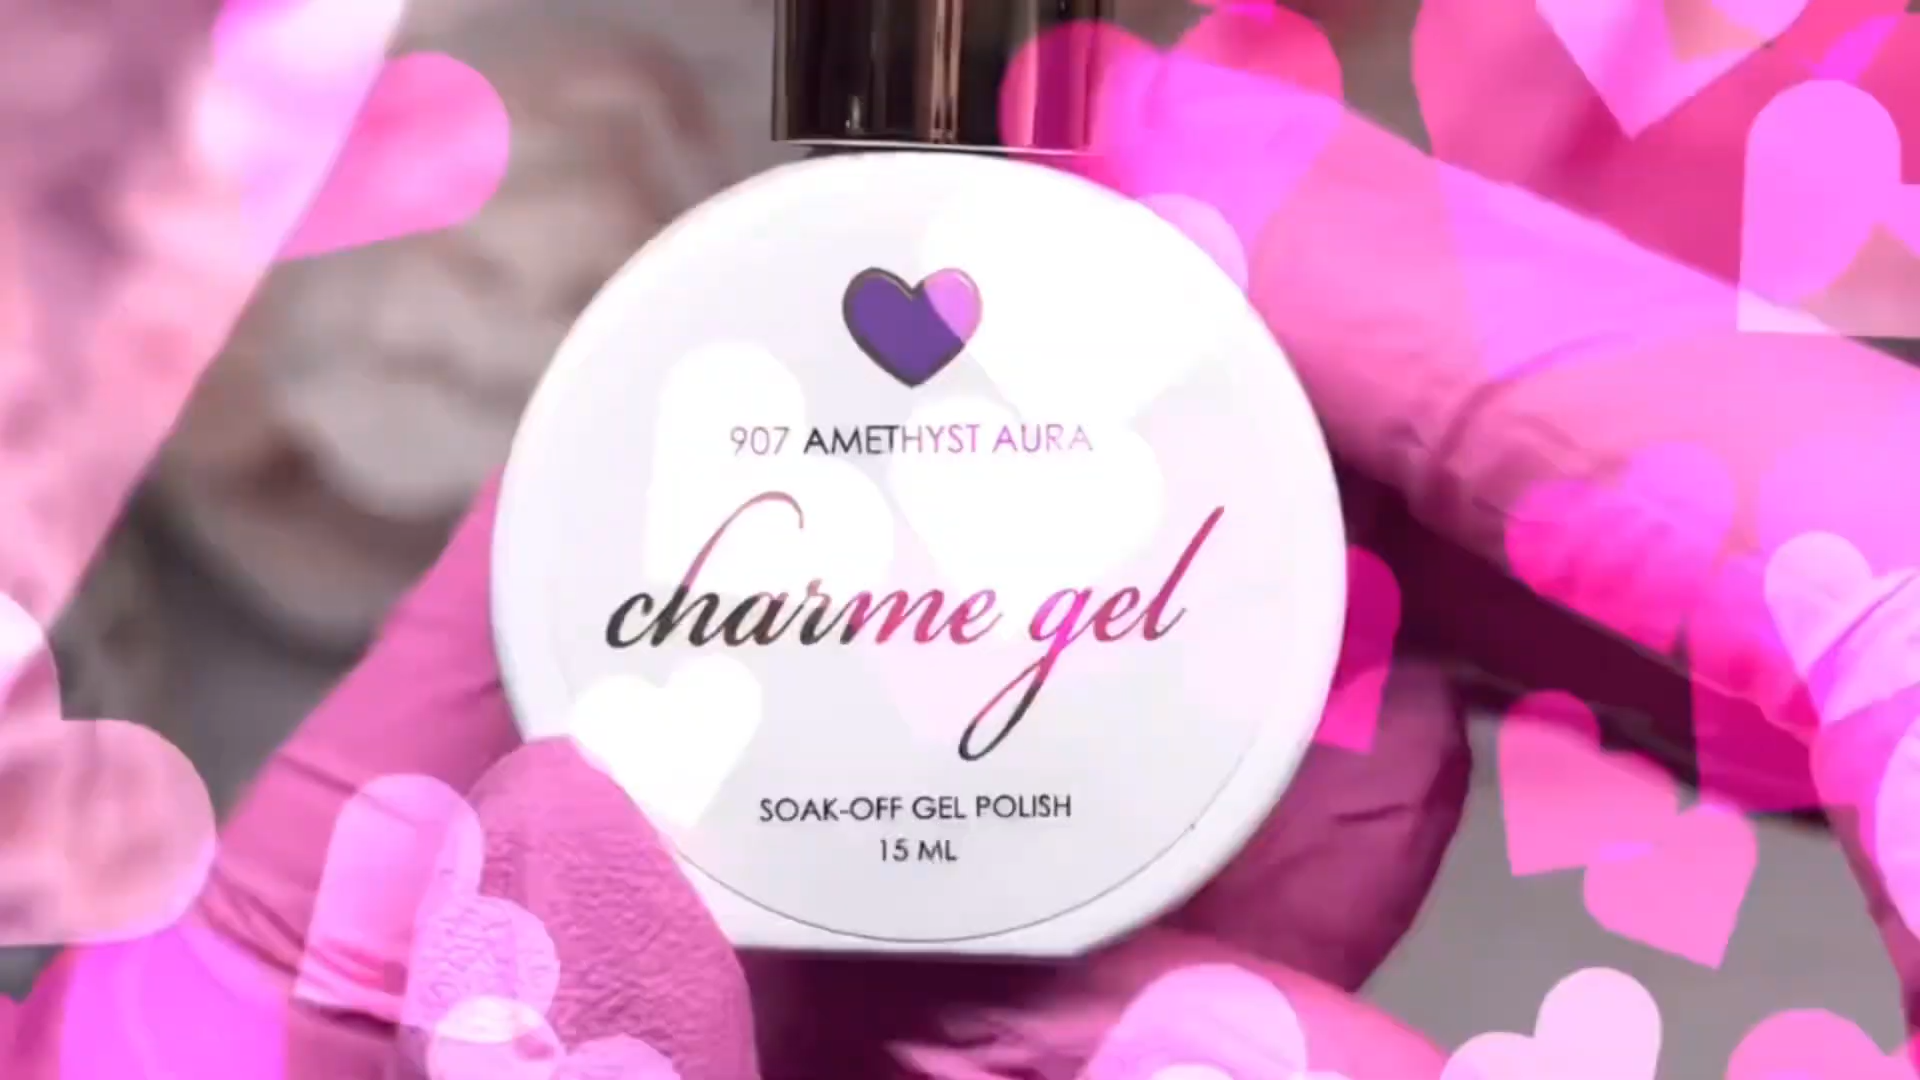 907 AMETHYST AURA
charme gel
SOAK-OFF GEL POLISH
15 ML